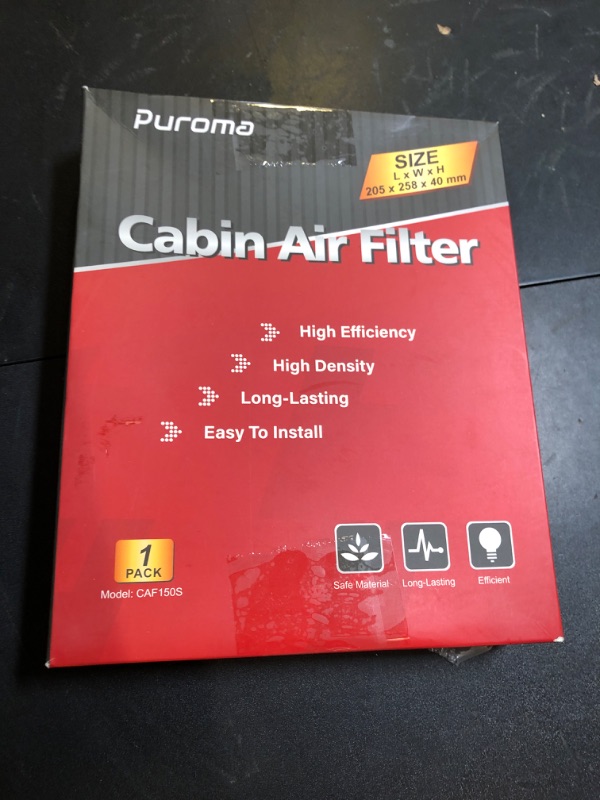 Puroma
SIZE
L x W x H
205 x 258 x 40 mm
Cabin Air Filter
High Efficiency
High Density
Long-Lasting
Easy To Install
1
PACK
Model: CAF150S
Safe Material
Long-Lasting
Efficient